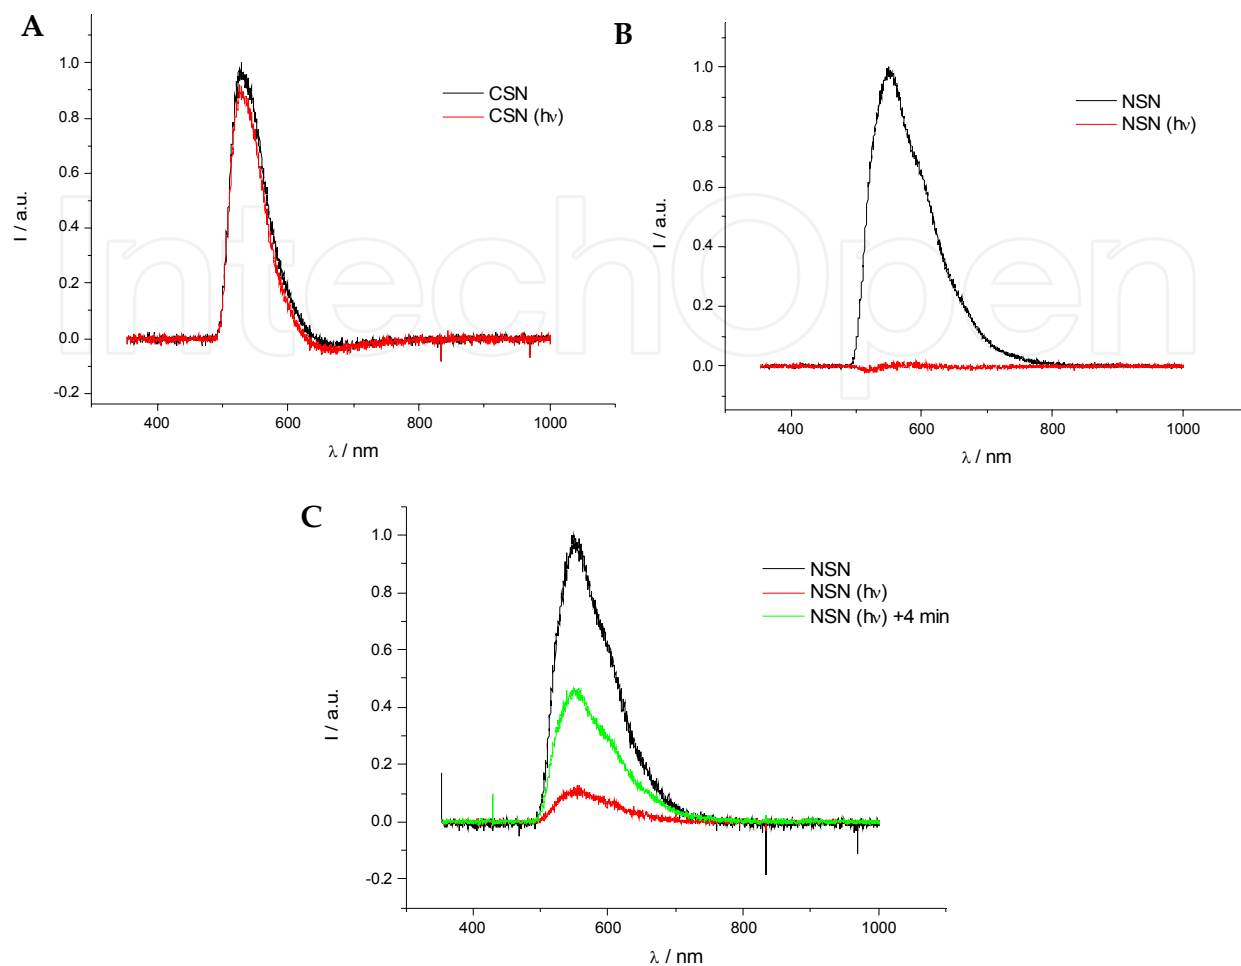 A
CSN
CSN (hν)
I / a.u.
1.0
0.8
0.6
0.4
0.2
0.0
-0.2
400
600
800
1000
λ / nm
B
NSN
NSN (hν)
I / a.u.
1.0
0.8
0.6
0.4
0.2
0.0
400
600
800
1000
λ / nm
IntechOpen
C
NSN
NSN (hν)
NSN (hν) +4 min
I / a.u.
1.0
0.8
0.6
0.4
0.2
0.0
-0.2
400
600
800
1000
λ / nm